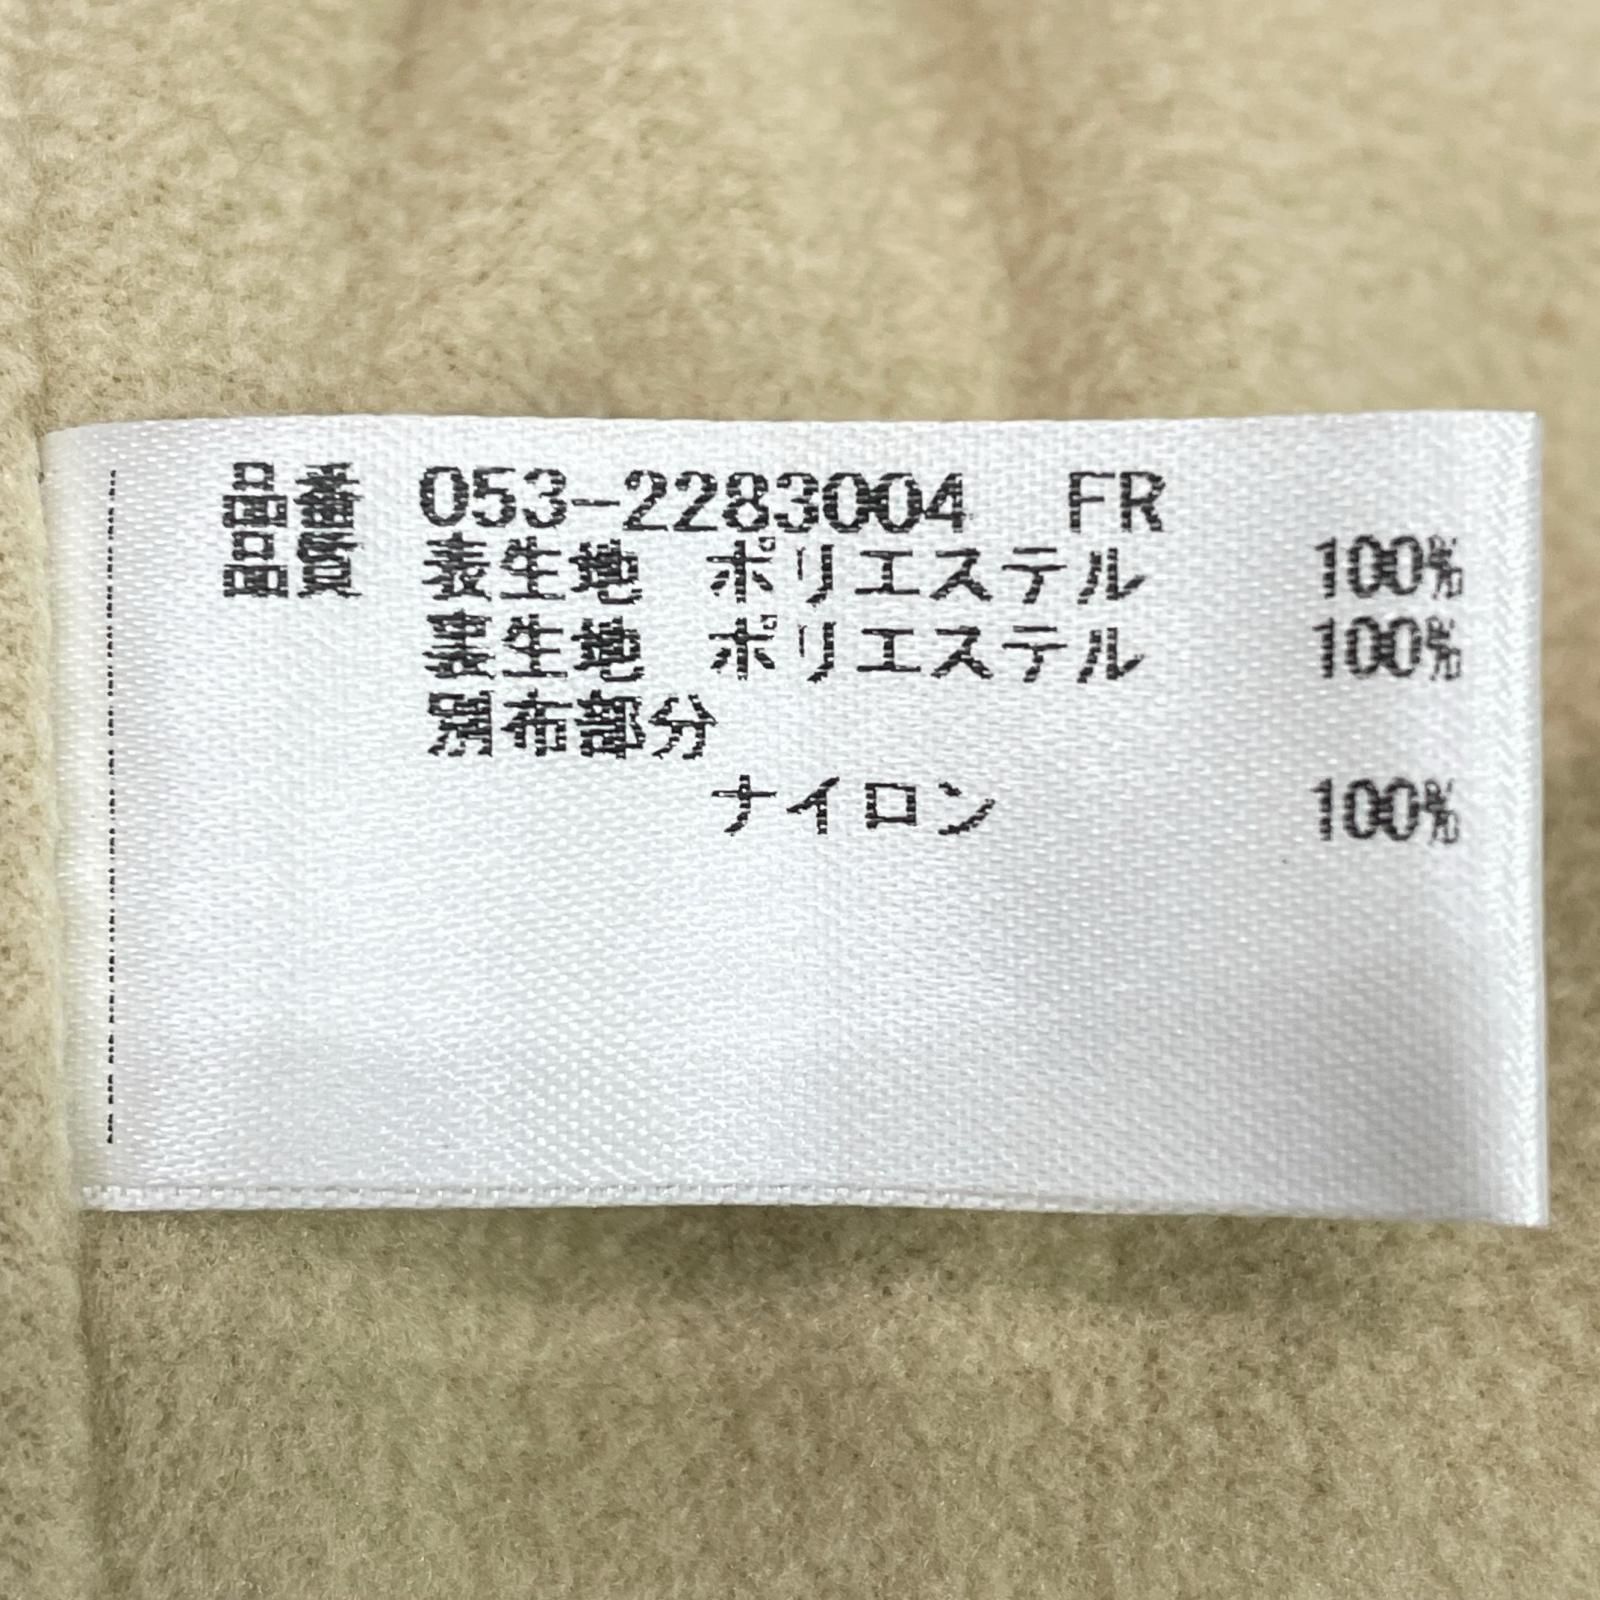 品番 053-2283004 FR
品質 表生地 ポリエステル 100%
裏生地 ポリエステル 100%
別布部分
ナイロン 100%